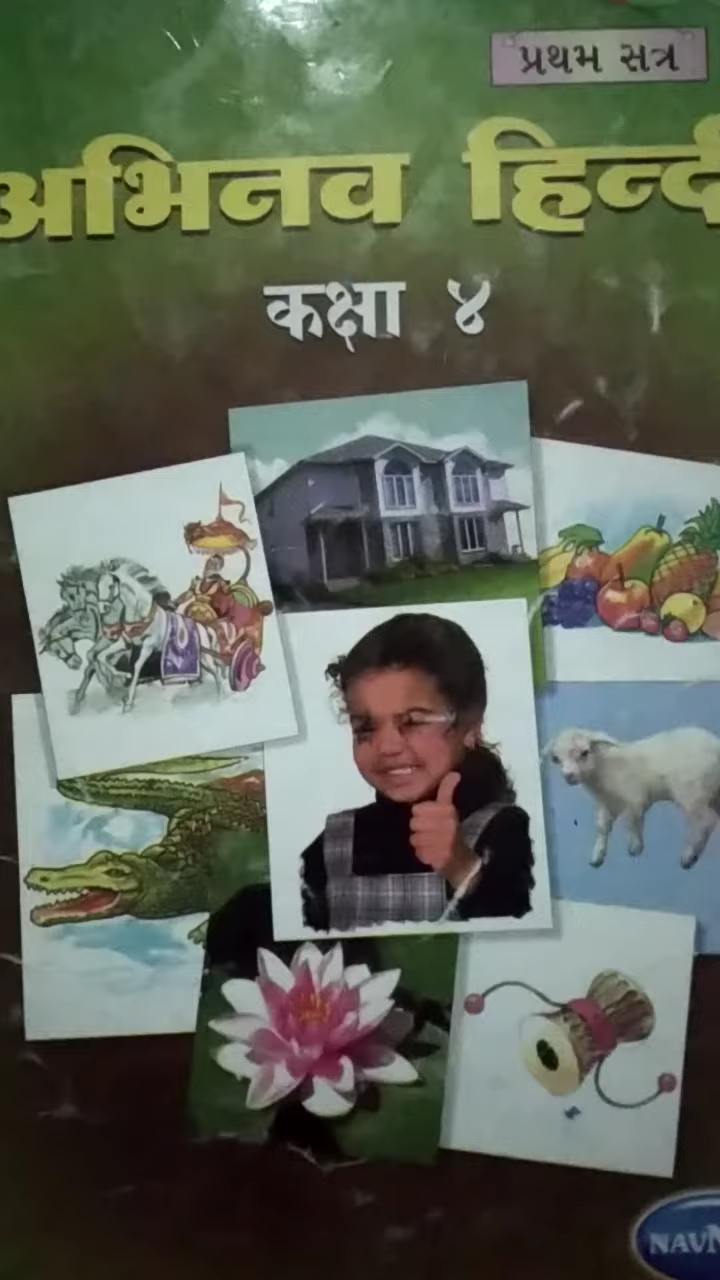 પ્રથમ સત્ર
अभिनव हिन्दी
कक्षा ४